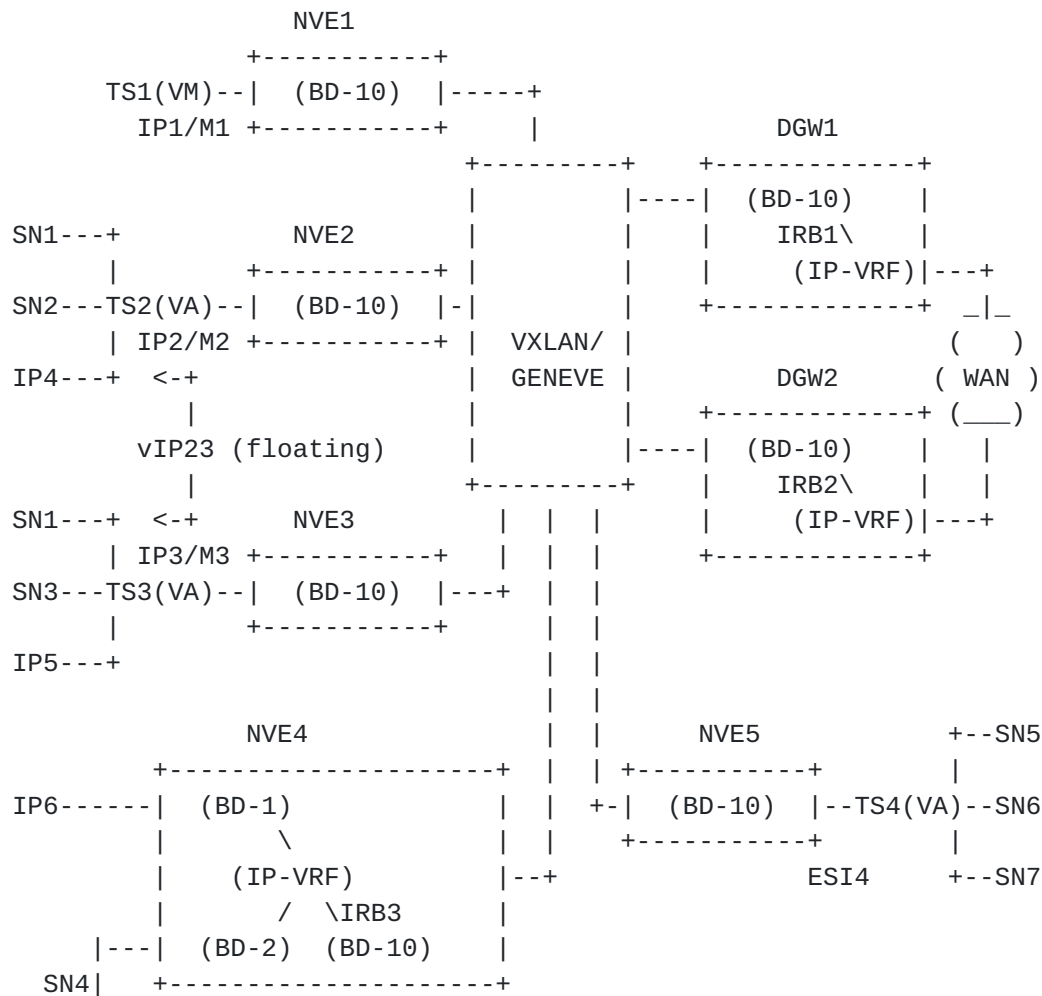 NVE1
               +-----------+
      TS1(VM)--|  (BD-10)  |-----+
        IP1/M1 +-----------+     |               DGW1
                             +---------+    +-------------+
                             |         |----|  (BD-10)    |
SN1---+           NVE2       |         |    |    IRB1\    |
      |        +-----------+ |         |    |     (IP-VRF)|---+
SN2---TS2(VA)--|  (BD-10)  |-|         |    +-------------+  _|_
      | IP2/M2 +-----------+ |  VXLAN/ |                    (   )
IP4---+  <-+                 |  GENEVE |         DGW2      ( WAN )
           |                 |         |    +-------------+ (___)
        vIP23 (floating)     |         |----|  (BD-10)    |   |
           |                 +---------+    |    IRB2\    |   |
SN1---+  <-+      NVE3         |  |  |      |     (IP-VRF)|---+
      | IP3/M3 +-----------+   |  |  |      +-------------+
SN3---TS3(VA)--|  (BD-10)  |---+  |  |
      |        +-----------+      |  |
IP5---+                           |  |
                                  |  |
               NVE4               |  |      NVE5            +--SN5
         +---------------------+  |  | +-----------+        |
IP6------|  (BD-1)             |  |  +-|  (BD-10)  |--TS4(VA)--SN6
         |       \             |  |    +-----------+        |
         |    (IP-VRF)         |--+                ESI4     +--SN7
         |       /  \IRB3      |
     |---|  (BD-2)  (BD-10)    |
  SN4|   +---------------------+